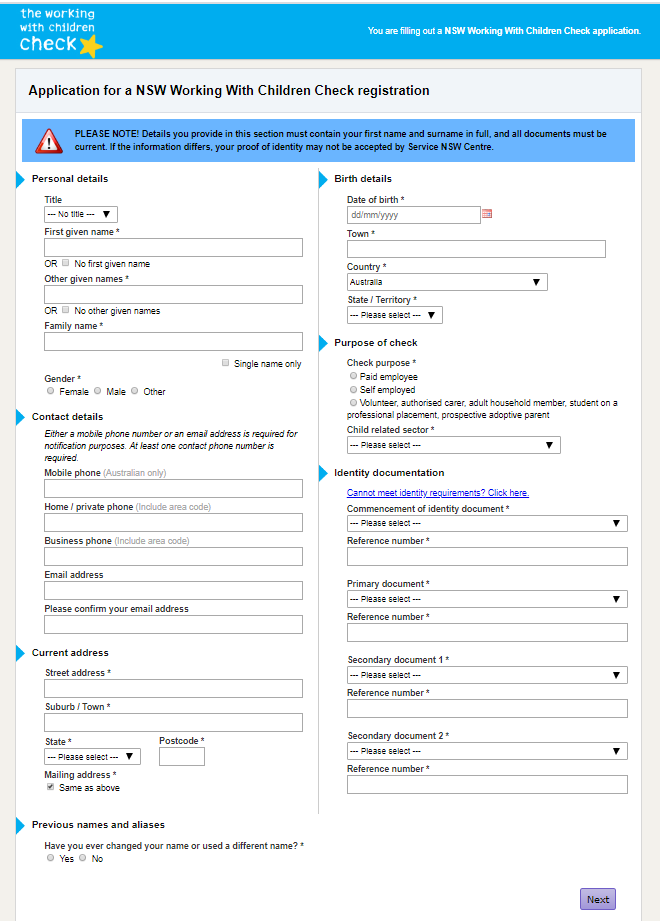 the working
with children
check
You are filling out a NSW Working With Children Check application.
Application for a NSW Working With Children Check registration
PLEASE NOTE! Details you provide in this section must contain your first name and surname in full, and all documents must be
current. If the information differs, your proof of identity may not be accepted by Service NSW Centre.
Personal details
Title
--- No title ---
First given name *
OR No first given name
Other given names *
OR No other given names
Family name *
Single name only
Gender *
Female Male Other
Contact details
Either a mobile phone number or an email address is required for
notification purposes. At least one contact phone number is
required.
Mobile phone (Australian only)
Home / private phone (Include area code)
Business phone (Include area code)
Email address
Please confirm your email address
Current address
Street address *
Suburb / Town *
State * Postcode *
--- Please select ---
Mailing address *
Same as above
Previous names and aliases
Have you ever changed your name or used a different name? *
Yes No
Birth details
Date of birth *
dd/mm/yyyy
Town *
Country *
Australia
State / Territory *
--- Please select ---
Purpose of check
Check purpose *
Paid employee
Self employed
Volunteer, authorised carer, adult household member, student on a
professional placement, prospective adoptive parent
Child related sector *
--- Please select ---
Identity documentation
Cannot meet identity requirements? Click here.
Commencement of identity document *
--- Please select ---
Reference number *
Primary document *
--- Please select ---
Reference number *
Secondary document 1 *
--- Please select ---
Reference number *
Secondary document 2 *
--- Please select ---
Reference number *
Next